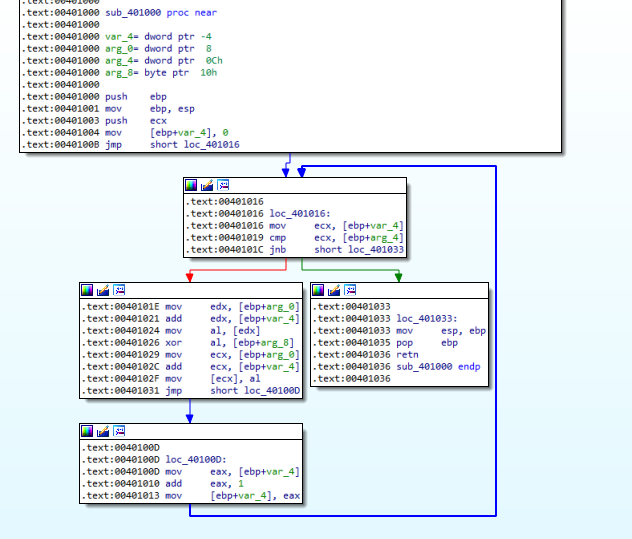 .text:00401000
.text:00401000 sub_401000 proc near
.text:00401000
.text:00401000 var_4= dword ptr -4
.text:00401000 arg_0= dword ptr  8
.text:00401000 arg_4= dword ptr  0Ch
.text:00401000 arg_8= byte ptr  10h
.text:00401000
.text:00401000 push    ebp
.text:00401001 mov     ebp, esp
.text:00401003 push    ecx
.text:00401004 mov     [ebp+var_4], 0
.text:0040100B jmp     short loc_401016
.text:00401016
.text:00401016 loc_401016:
.text:00401016 mov     ecx, [ebp+var_4]
.text:00401019 cmp     ecx, [ebp+arg_4]
.text:0040101C jnb     short loc_401033
.text:0040101E mov     edx, [ebp+arg_0]
.text:00401021 add     edx, [ebp+var_4]
.text:00401024 mov     al, [edx]
.text:00401026 xor     al, [ebp+arg_8]
.text:00401029 mov     ecx, [ebp+arg_0]
.text:0040102C add     ecx, [ebp+var_4]
.text:0040102F mov     [ecx], al
.text:00401031 jmp     short loc_40100D
.text:00401033
.text:00401033 loc_401033:
.text:00401033 mov     esp, ebp
.text:00401035 pop     ebp
.text:00401036 retn
.text:00401036 sub_401000 endp
.text:00401036
.text:0040100D
.text:0040100D loc_40100D:
.text:0040100D mov     eax, [ebp+var_4]
.text:00401010 add     eax, 1
.text:00401013 mov     [ebp+var_4], eax